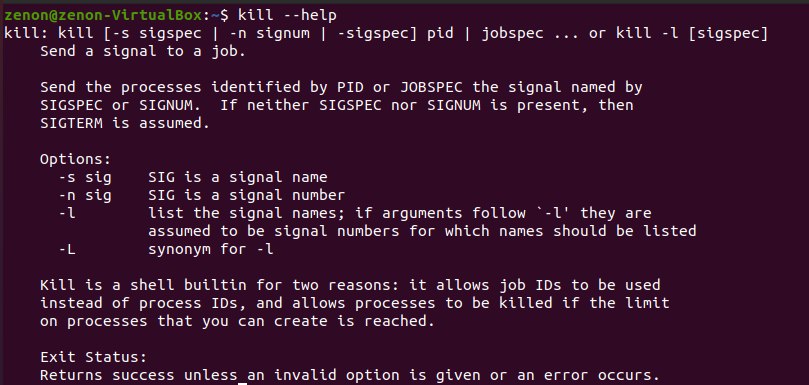 zenon@zenon-VirtualBox:~$ kill --help
kill: kill [-s sigspec | -n signum | -sigspec] pid | jobspec ... or kill -l [sigspec]
    Send a signal to a job.

    Send the processes identified by PID or JOBSPEC the signal named by
    SIGSPEC or SIGNUM.  If neither SIGSPEC nor SIGNUM is present, then
    SIGTERM is assumed.

    Options:
      -s sig    SIG is a signal name
      -n sig    SIG is a signal number
      -l        list the signal names; if arguments follow `-l' they are
                assumed to be signal numbers for which names should be listed
      -L        synonym for -l

    Kill is a shell builtin for two reasons: it allows job IDs to be used
    instead of process IDs, and allows processes to be killed if the limit
    on processes that you can create is reached.

    Exit Status:
    Returns success unless an invalid option is given or an error occurs.